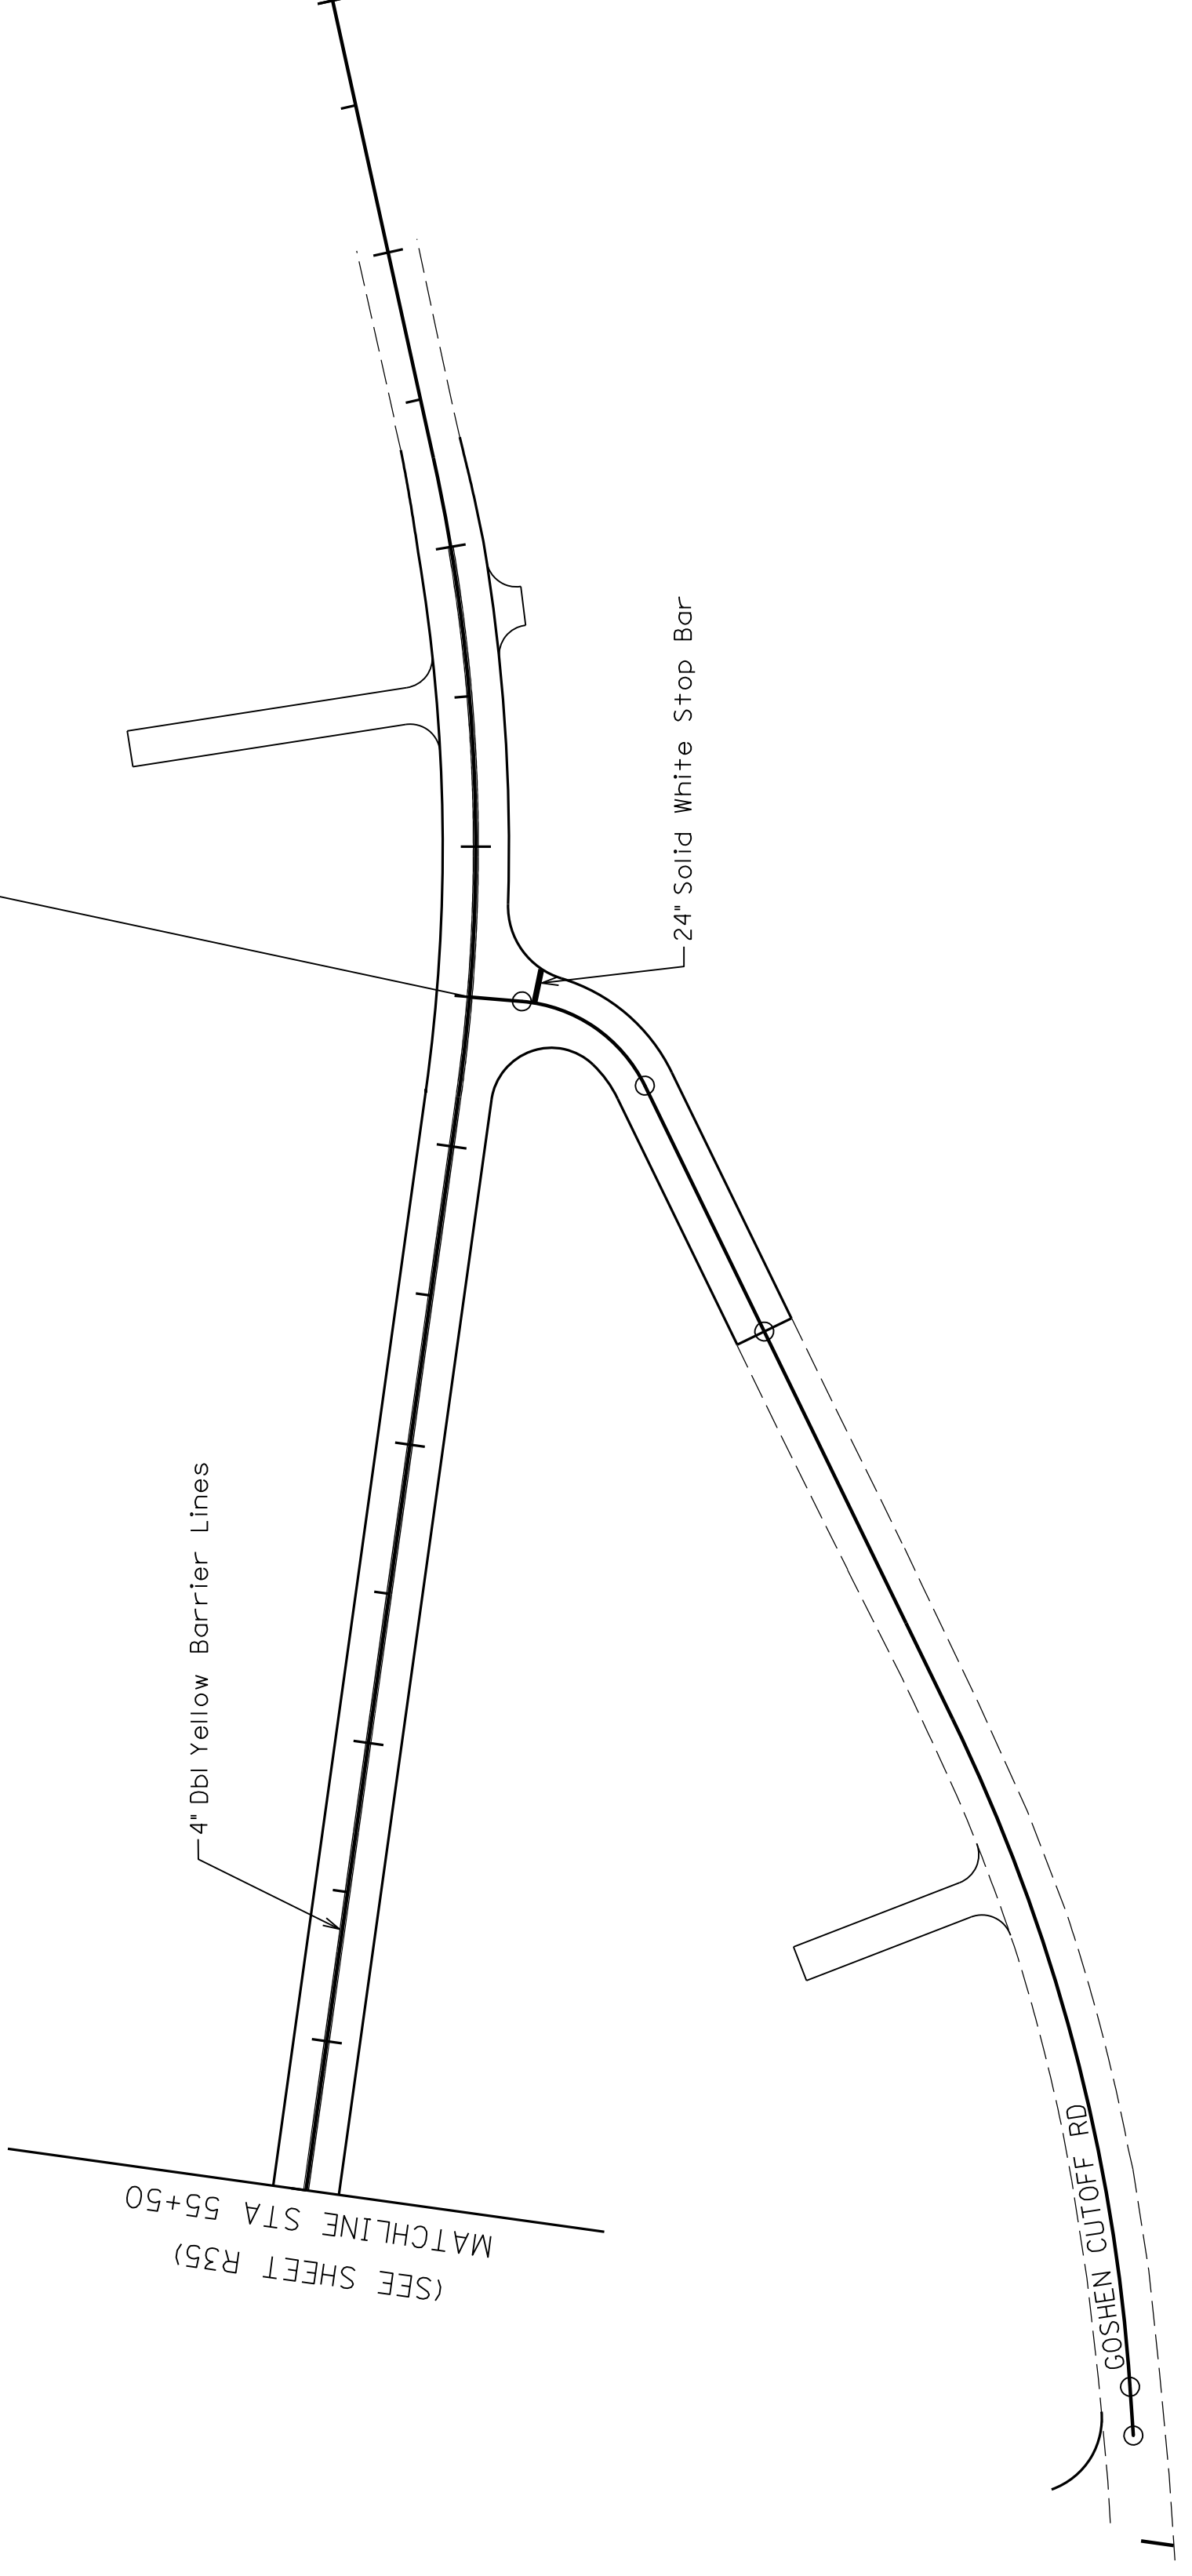 24" Solid White Stop Bar
4" Dbl Yellow Barrier Lines
MATCHLINE STA 55+50
(SEE SHEET R35)
GOSHEN CUTOFF RD